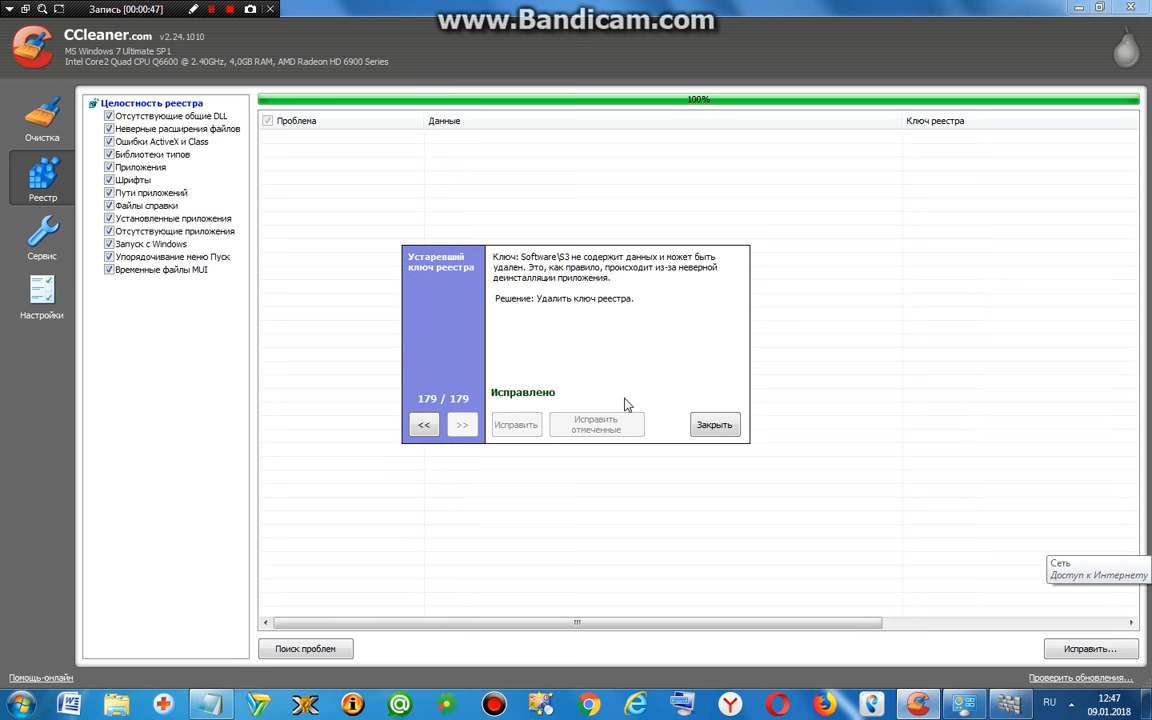 Запись [00:00:47]
www.Bandicam.com
CCleaner.com v2.24.1010
MS Windows 7 Ultimate SP1
Intel Core2 Quad CPU Q6600 @ 2.40GHz, 4,0GB RAM, AMD Radeon HD 6900 Series
Очистка
Реестр
Сервис
Настройки
Целостность реестра
Отсутствующие общие DLL
Неверные расширения файлов
Ошибки ActiveX и Class
Библиотеки типов
Приложения
Шрифты
Пути приложений
Файлы справки
Установленные приложения
Отсутствующие приложения
Запуск с Windows
Упорядочивание меню Пуск
Временные файлы MUI
100%
Проблема Данные Ключ реестра
Устаревший
ключ реестра
179 / 179
<< >>
Ключ: Software\S3 не содержит данных и может быть
удален. Это, как правило, происходит из-за неверной
деинсталляции приложения.
Решение: Удалить ключ реестра.
Исправлено
Исправить
Исправить
отмеченные
Закрыть
Сеть
Доступ к Интернету
Поиск проблем
Исправить...
Помощь-онлайн
Проверить обновления...
RU
12:47
09.01.2018